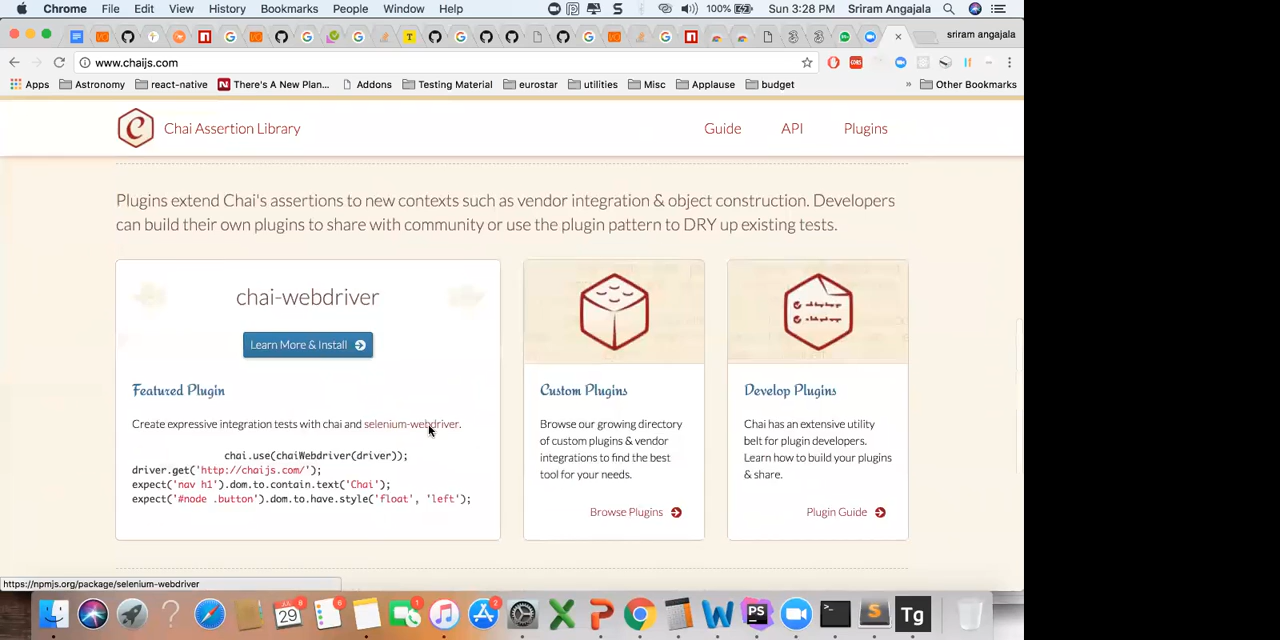 Chrome File Edit View History Bookmarks People Window Help 100% Sun 3:28 PM Sriram Angajala
sriram angajala
www.chaijs.com
Apps Astronomy react-native There's A New Plan... Addons Testing Material eurostar utilities Misc Applause budget » Other Bookmarks
Chai Assertion Library Guide API Plugins
Plugins extend Chai's assertions to new contexts such as vendor integration & object construction. Developers
can build their own plugins to share with community or use the plugin pattern to DRY up existing tests.
chai-webdriver
Learn More & Install
Featured Plugin
Create expressive integration tests with chai and selenium-webdriver.
chai.use(chaiWebdriver(driver));
driver.get('http://chaijs.com/');
expect('nav h1').dom.to.contain.text('Chai');
expect('#node .button').dom.to.have.style('float', 'left');
Custom Plugins
Browse our growing directory
of custom plugins & vendor
integrations to find the best
tool for your needs.
Browse Plugins
Develop Plugins
Chai has an extensive utility
belt for plugin developers.
Learn how to build your plugins
& share.
Plugin Guide
https://npmjs.org/package/selenium-webdriver
29
PS
Tg